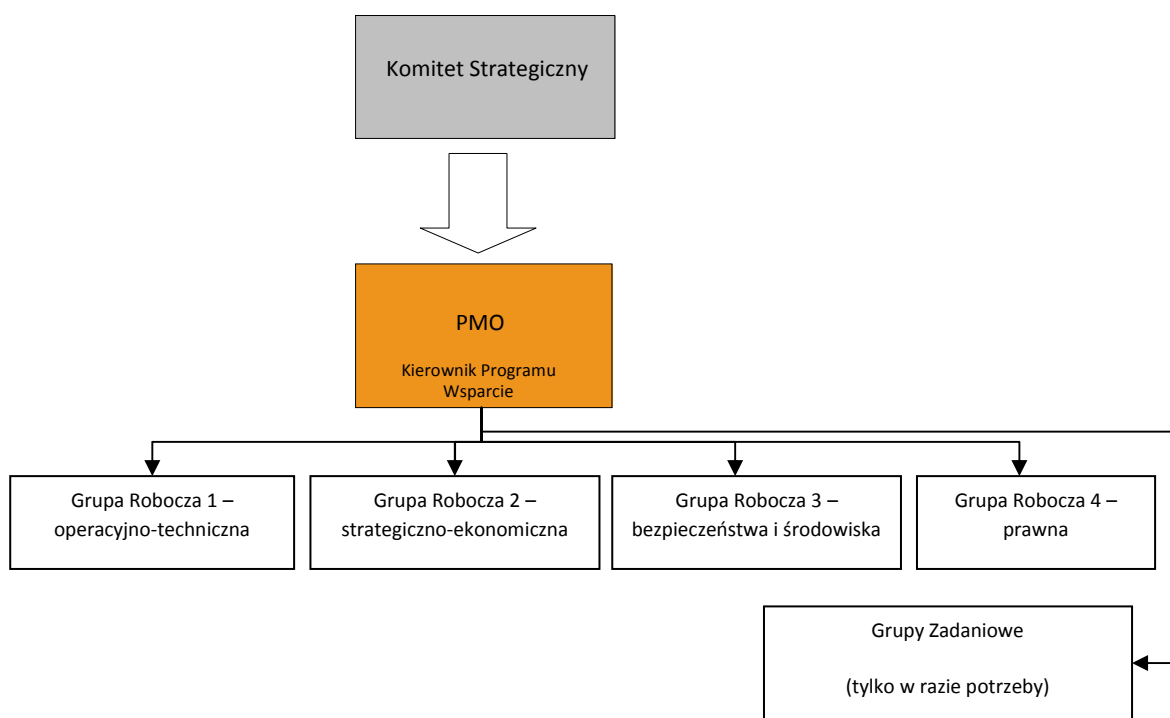 Komitet Strategiczny
PMO
Kierownik Programu
Wsparcie
Grupa Robocza 1 –
operacyjno-techniczna
Grupa Robocza 2 –
strategiczno-ekonomiczna
Grupa Robocza 3 –
bezpieczeństwa i środowiska
Grupa Robocza 4 –
prawna
Grupy Zadaniowe
(tylko w razie potrzeby)